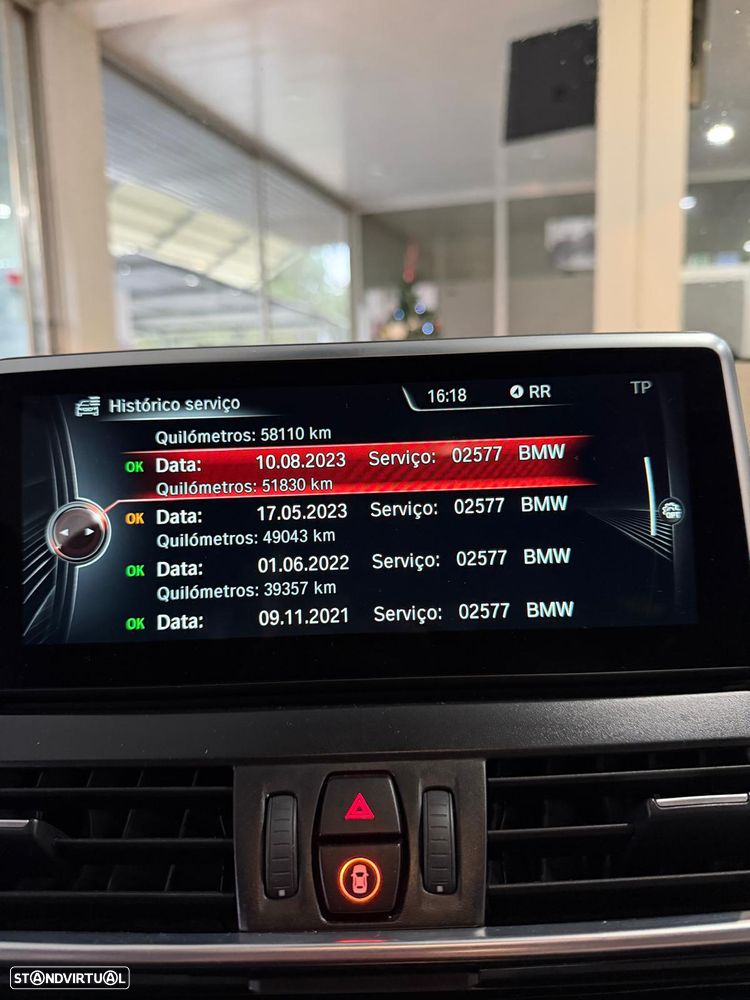 Histórico serviço 16:18 RR TP
Quilómetros: 58110 km
OK Data: 10.08.2023 Serviço: 02577 BMW
Quilómetros: 51830 km
OK Data: 17.05.2023 Serviço: 02577 BMW
Quilómetros: 49043 km
OK Data: 01.06.2022 Serviço: 02577 BMW
Quilómetros: 39357 km
OK Data: 09.11.2021 Serviço: 02577 BMW
STANDVIRTUAL